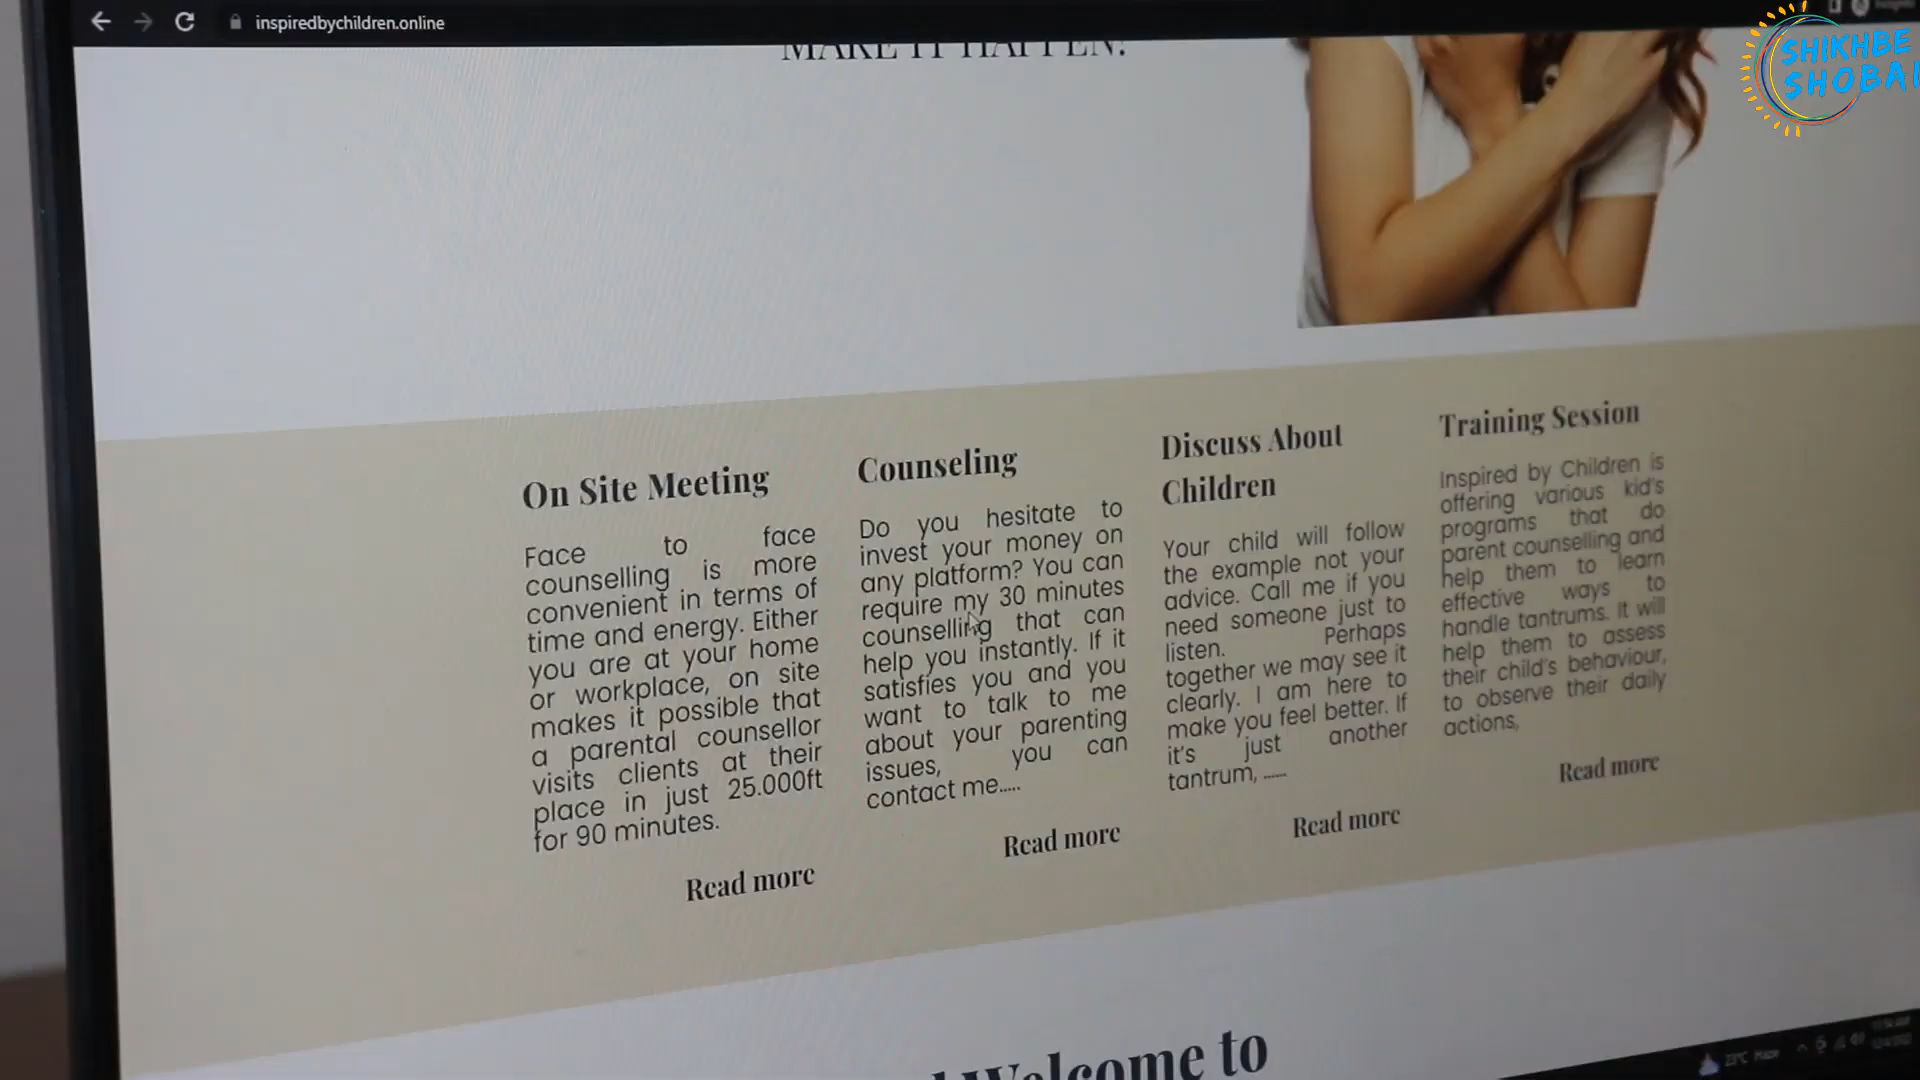 inspiredbychildren.online
SHIKHBE
SHOBAI
MAKE IT HAPPEN!
On Site Meeting
Face to face
counselling is more
convenient in terms of
time and energy. Either
you are at your home
or workplace, on site
makes it possible that
a parental counsellor
visits clients at their
place in just 25.000ft
for 90 minutes.
Read more
Counseling
Do you hesitate to
invest your money on
any platform? You can
require my 30 minutes
counselling that can
help you instantly. If it
satisfies you and you
want to talk to me
about your parenting
issues, you can
contact me.....
Read more
Discuss About
Children
Your child will follow
the example not your
advice. Call me if you
need someone just to
listen. Perhaps
together we may see it
clearly. I am here to
make you feel better. If
it's just another
tantrum, ......
Read more
Training Session
Inspired by Children is
offering various kid's
programs that do
parent counselling and
help them to learn
effective ways to
handle tantrums. It will
help them to assess
their child's behaviour,
to observe their daily
actions,
Read more
Welcome to